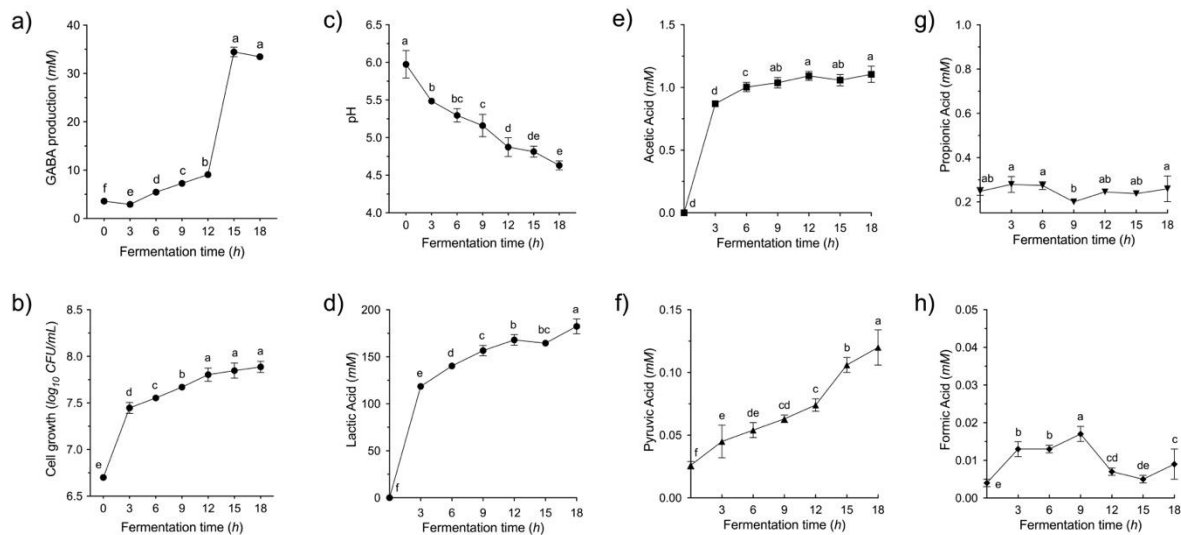 a)
GABA production (mM)
40
30
20
10
0
f
e
d
c
b
a
a
0 3 6 9 12 15 18
Fermentation time (h)
c)
pH
6.5
6.0
5.5
5.0
4.5
4.0
a
b
bc
c
d
de
e
0 3 6 9 12 15 18
Fermentation time (h)
e)
Acetic Acid (mM)
1.5
1.0
0.5
0.0
d
d
c
ab
a
ab
a
3 6 9 12 15 18
Fermentation time (h)
g)
Propionic Acid (mM)
1.0
0.8
0.6
0.4
0.2
ab
a
a
b
ab
ab
a
3 6 9 12 15 18
Fermentation time (h)
b)
Cell growth (log10 CFU/mL)
8.5
8.0
7.5
7.0
6.5
e
d
c
b
a
a
a
0 3 6 9 12 15 18
Fermentation time (h)
d)
Lactic Acid (mM)
200
150
100
50
0
f
e
d
c
b
bc
a
3 6 9 12 15 18
Fermentation time (h)
f)
Pyruvic Acid (mM)
0.15
0.10
0.05
0.00
f
e
de
cd
c
b
a
3 6 9 12 15 18
Fermentation time (h)
h)
Formic Acid (mM)
0.05
0.04
0.03
0.02
0.01
0.00
e
b
b
a
cd
de
c
3 6 9 12 15 18
Fermentation time (h)